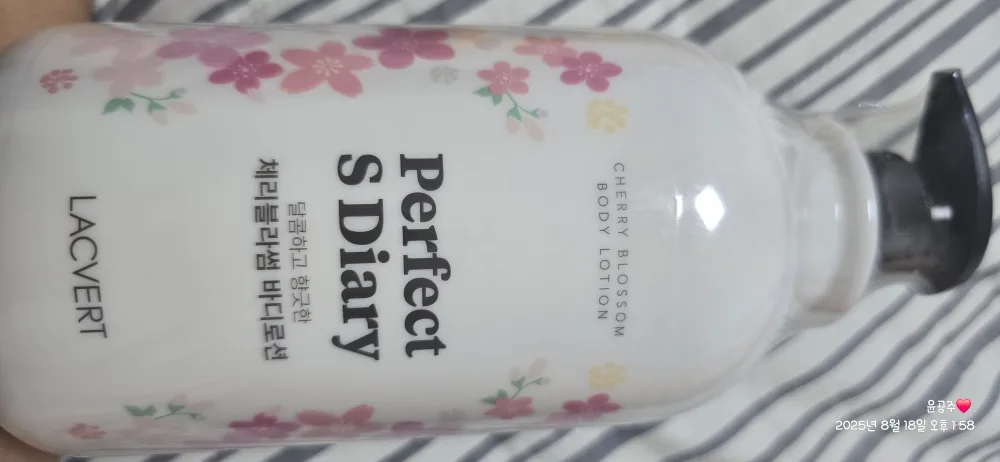 CHERRY BLOSSOM
BODY LOTION
Perfect
S Diary
달콤하고 향긋한
체리블라썸 바디로션
LACVERT
윤공주❤️
2025년 8월 18일 오후 1:58